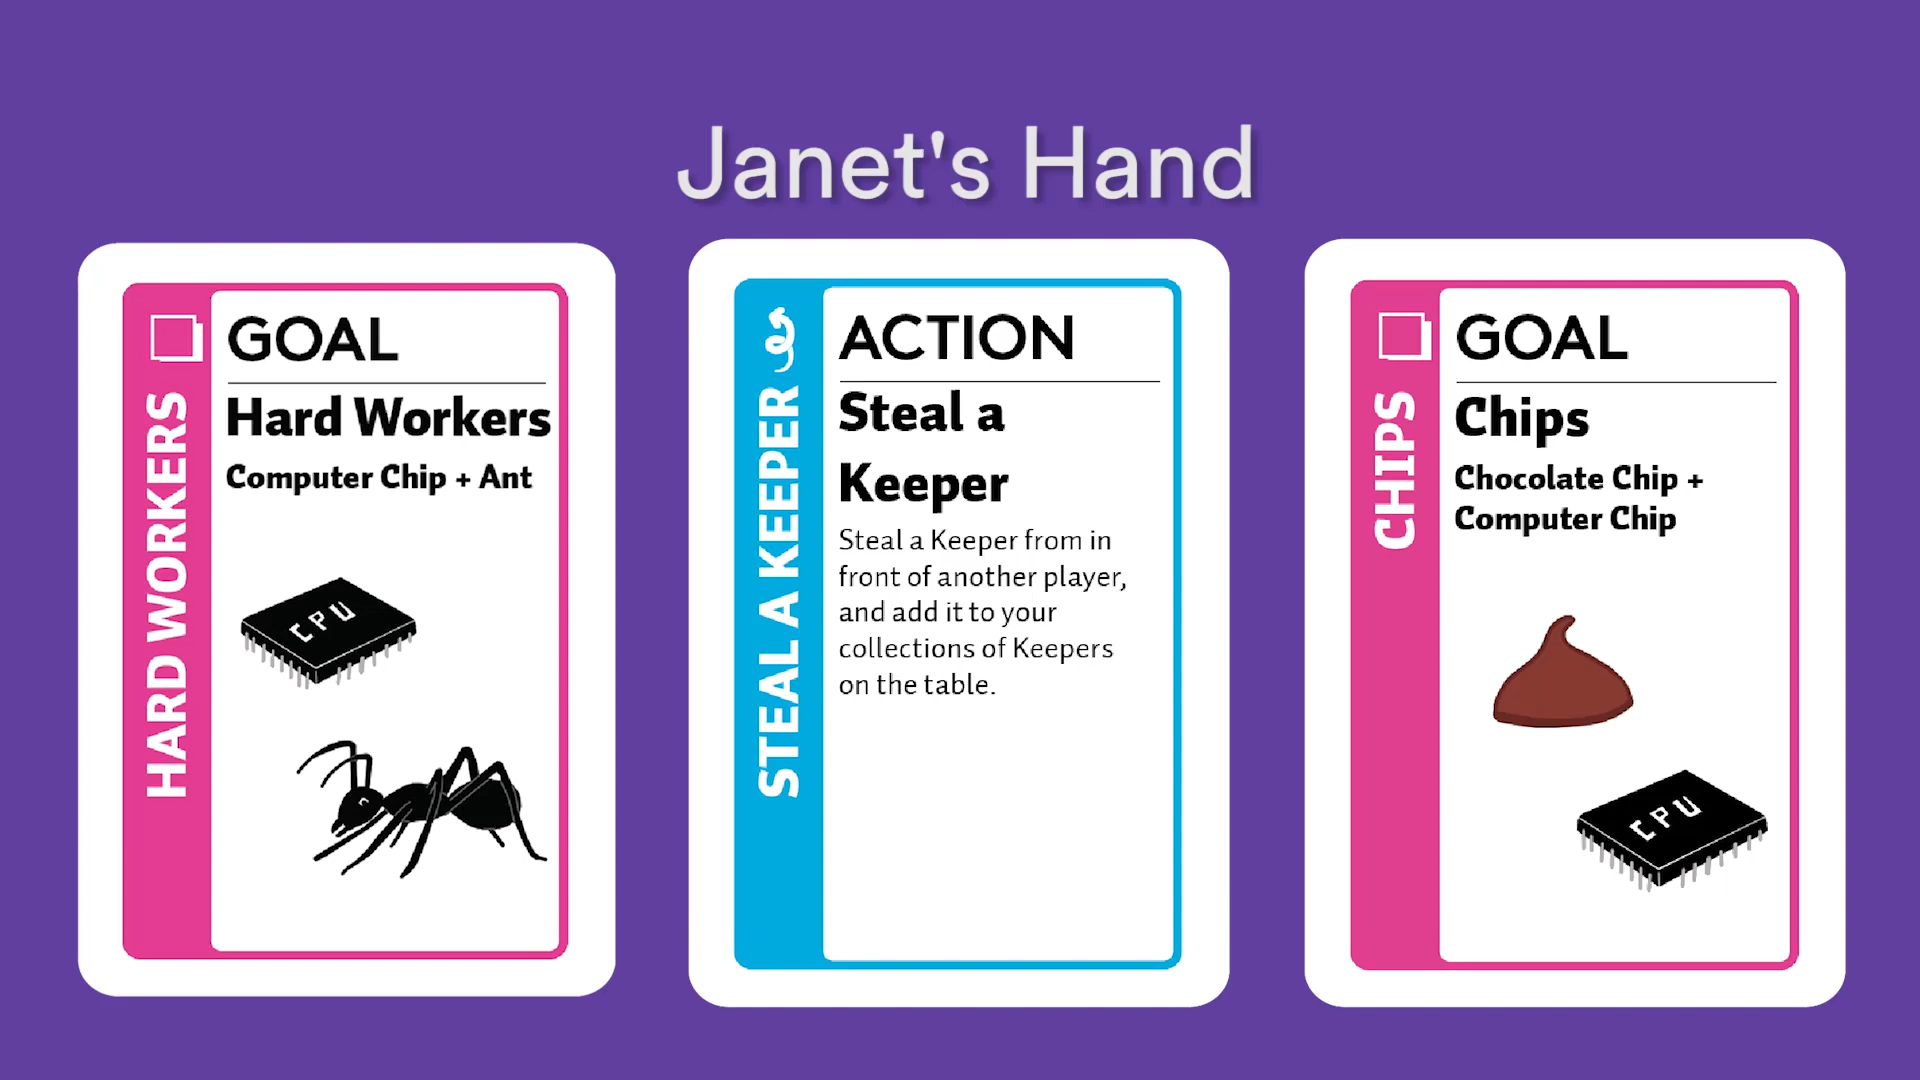 Janet's Hand
HARD WORKERS
GOAL
Hard Workers
Computer Chip + Ant
CPU
STEAL A KEEPER
ACTION
Steal a
Keeper
Steal a Keeper from in
front of another player,
and add it to your
collections of Keepers
on the table.
CHIPS
GOAL
Chips
Chocolate Chip +
Computer Chip
CPU